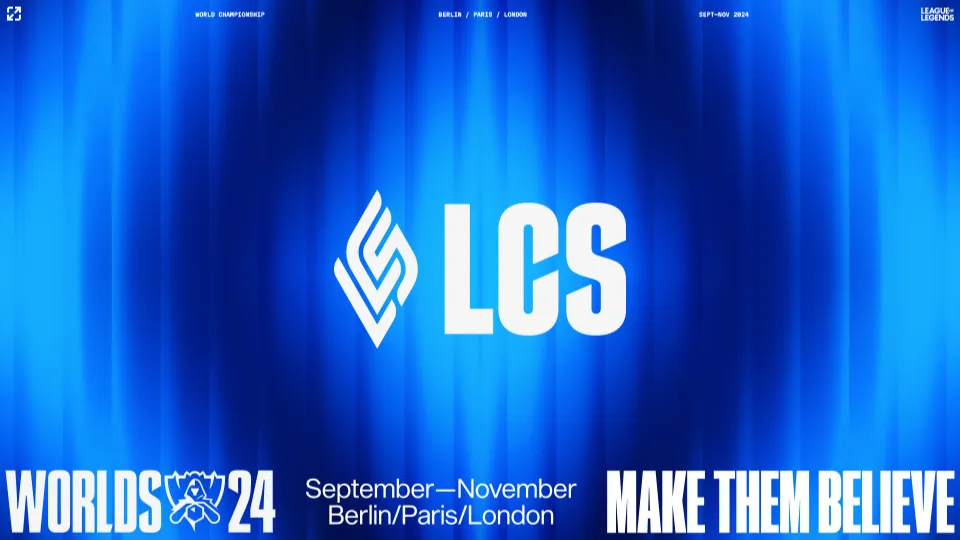 WORLD CHAMPIONSHIP
BERLIN / PARIS / LONDON
SEPT—NOV 2024
LEAGUE OF
LEGENDS
LCS
WORLDS 24
September—November
Berlin/Paris/London
MAKE THEM BELIEVE